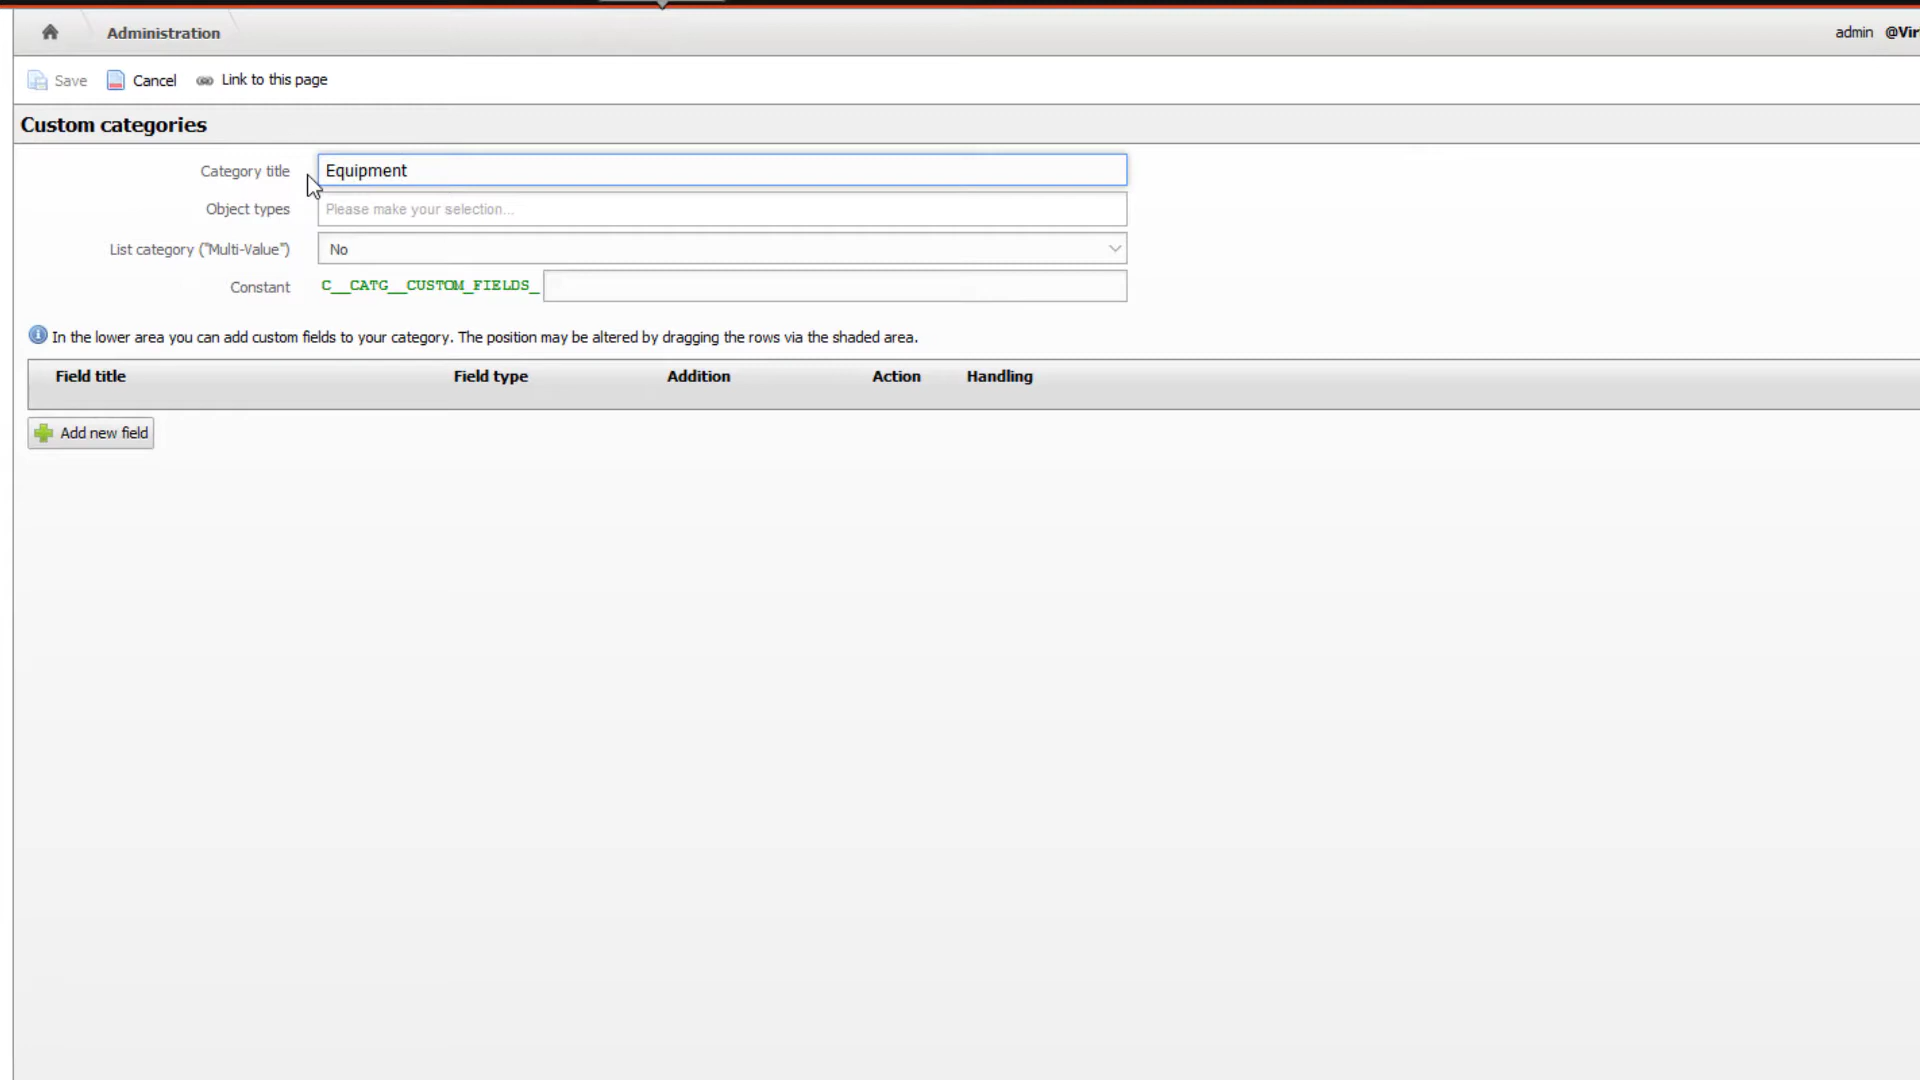 Administration
admin @Vir
Save Cancel Link to this page
Custom categories
Category title Equipment
Object types Please make your selection...
List category ("Multi-Value") No
Constant C__CATG__CUSTOM_FIELDS_
In the lower area you can add custom fields to your category. The position may be altered by dragging the rows via the shaded area.
Field title Field type Addition Action Handling
Add new field